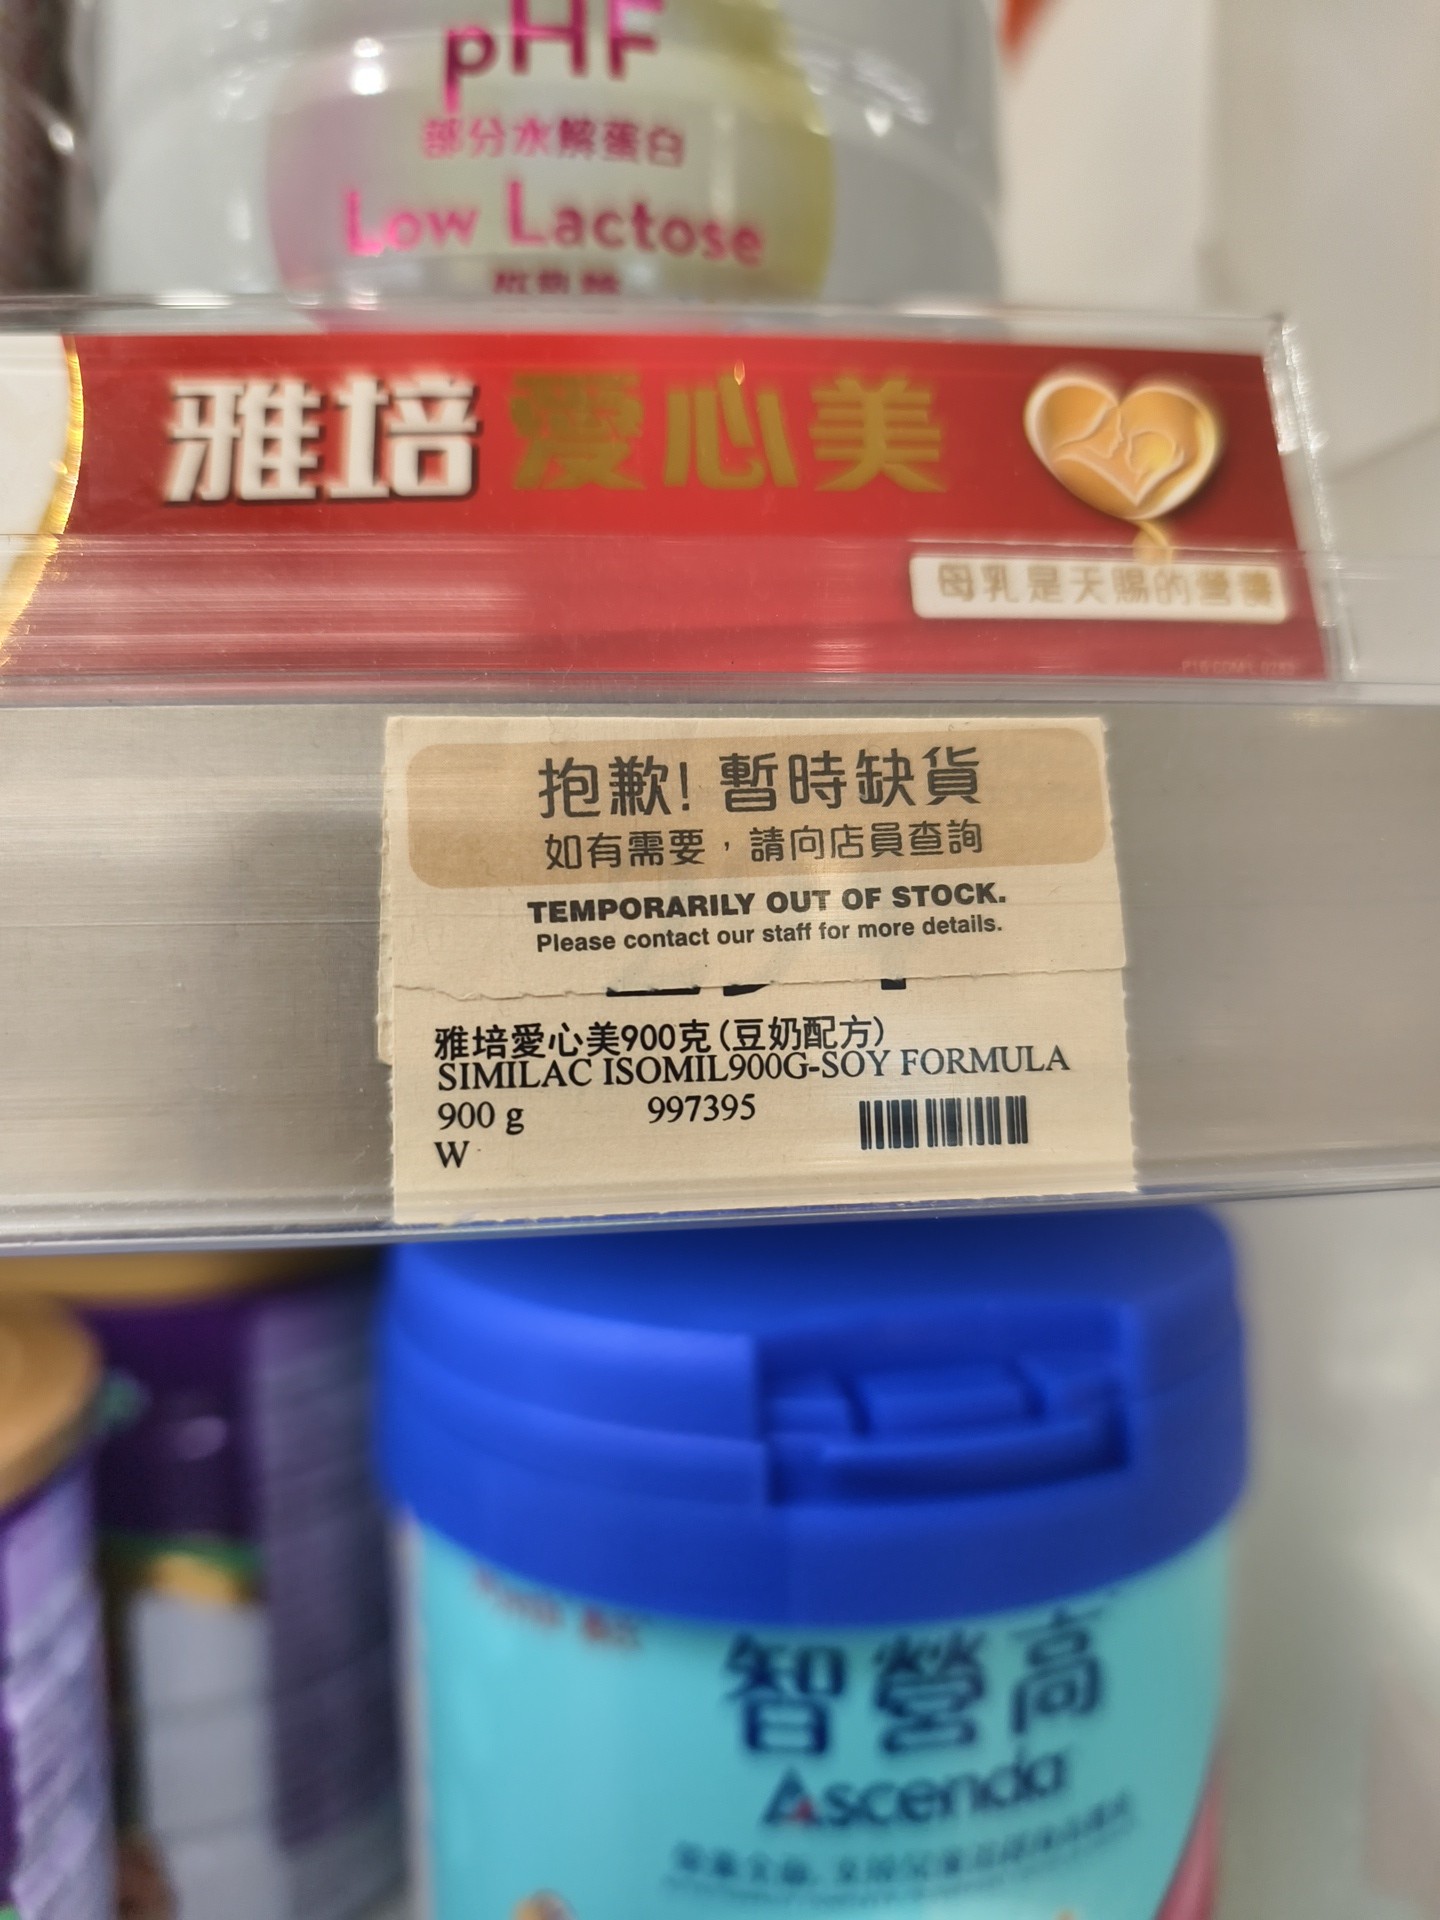 pHF
部分水解蛋白
Low Lactose
雅培 愛心美
母乳是天賜的營養
抱歉! 暫時缺貨
如有需要,請向店員查詢
TEMPORARILY OUT OF STOCK.
Please contact our staff for more details.
雅培愛心美900克(豆奶配方)
SIMILAC ISOMIL900G-SOY FORMULA
900 g 997395
W
智營高
Ascenda